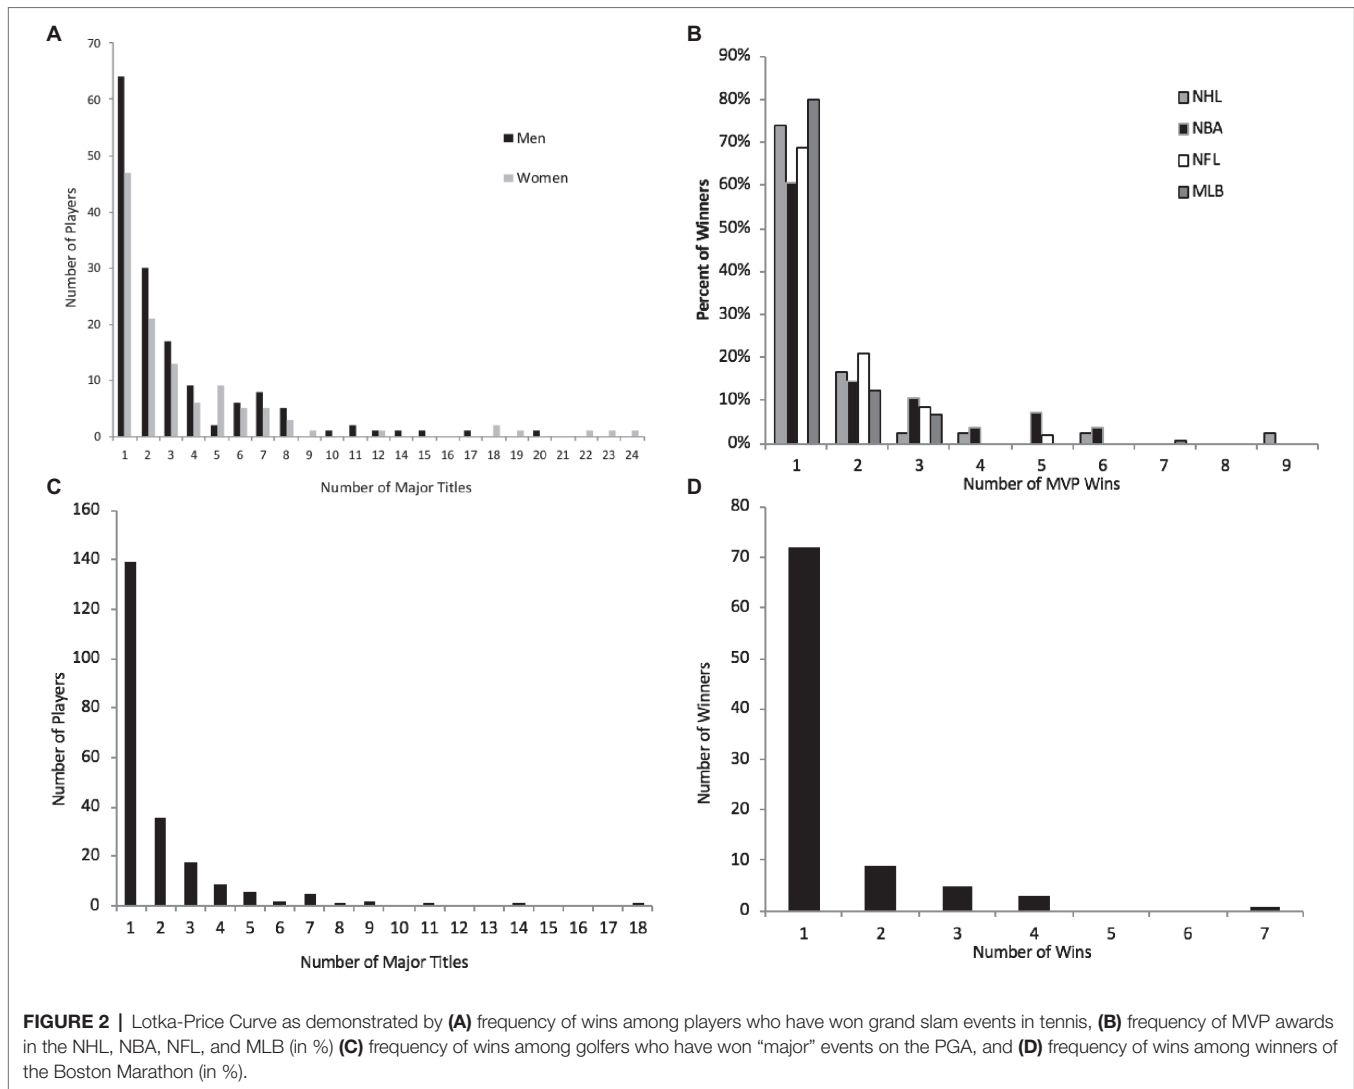 A
70
60
50
40
30
20
10
0
Number of Players
Men
Women
1 2 3 4 5 6 7 8 9 10 11 12 14 15 16 17 18 19 20 21 22 23 24
Number of Major Titles
B
90%
80%
70%
60%
50%
40%
30%
20%
10%
0%
Percent of Winners
NHL
NBA
NFL
MLB
1 2 3 4 5 6 7 8 9
Number of MVP Wins
C
160
140
120
100
80
60
40
20
0
Number of Players
1 2 3 4 5 6 7 8 9 10 11 12 13 14 15 16 17 18
Number of Major Titles
D
80
70
60
50
40
30
20
10
0
Number of Winners
1 2 3 4 5 6 7
Number of Wins
FIGURE 2 | Lotka-Price Curve as demonstrated by (A) frequency of wins among players who have won grand slam events in tennis, (B) frequency of MVP awards
in the NHL, NBA, NFL, and MLB (in %) (C) frequency of wins among golfers who have won “major” events on the PGA, and (D) frequency of wins among winners of
the Boston Marathon (in %).